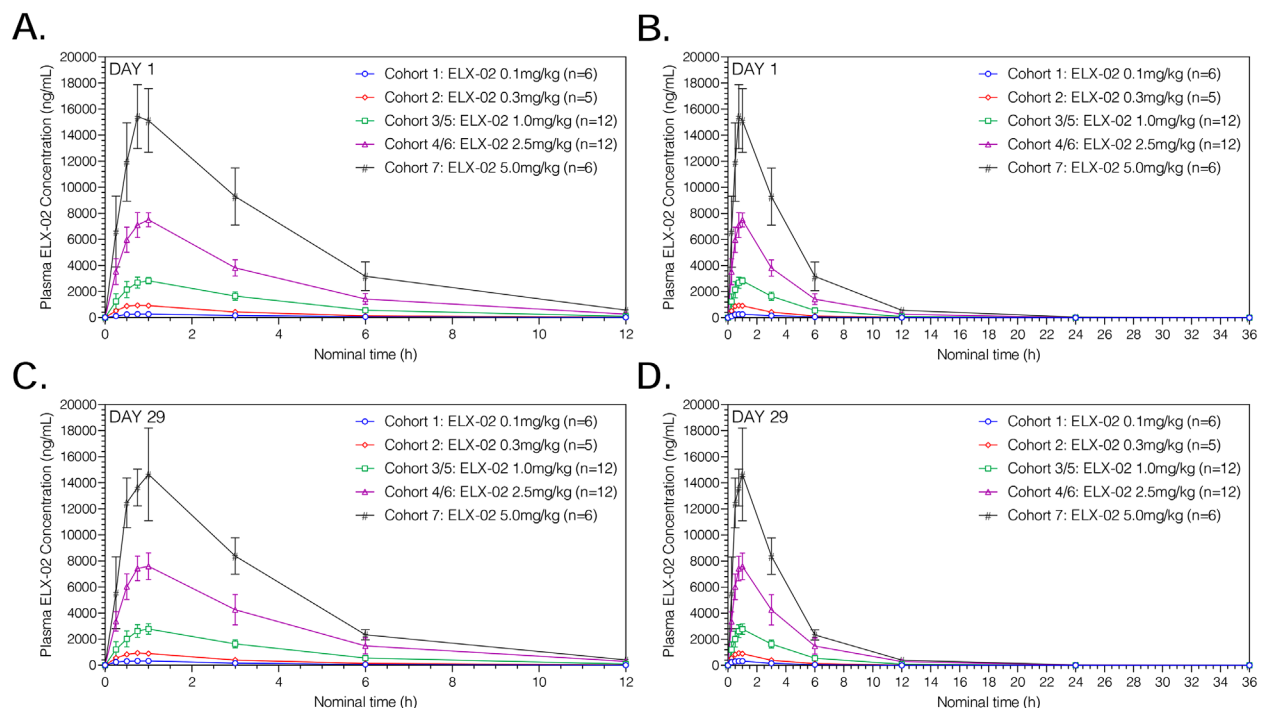 A.
Plasma ELX-02 Concentration (ng/mL)
20000
18000
16000
14000
12000
10000
8000
6000
4000
2000
0
DAY 1
Cohort 1: ELX-02 0.1mg/kg (n=6)
Cohort 2: ELX-02 0.3mg/kg (n=5)
Cohort 3/5: ELX-02 1.0mg/kg (n=12)
Cohort 4/6: ELX-02 2.5mg/kg (n=12)
Cohort 7: ELX-02 5.0mg/kg (n=6)
0 2 4 6 8 10 12
Nominal time (h)
B.
Plasma ELX-02 Concentration (ng/mL)
20000
18000
16000
14000
12000
10000
8000
6000
4000
2000
0
DAY 1
Cohort 1: ELX-02 0.1mg/kg (n=6)
Cohort 2: ELX-02 0.3mg/kg (n=5)
Cohort 3/5: ELX-02 1.0mg/kg (n=12)
Cohort 4/6: ELX-02 2.5mg/kg (n=12)
Cohort 7: ELX-02 5.0mg/kg (n=6)
0 2 4 6 8 10 12 14 16 18 20 22 24 26 28 30 32 34 36
Nominal time (h)
C.
Plasma ELX-02 Concentration (ng/mL)
20000
18000
16000
14000
12000
10000
8000
6000
4000
2000
0
DAY 29
Cohort 1: ELX-02 0.1mg/kg (n=6)
Cohort 2: ELX-02 0.3mg/kg (n=5)
Cohort 3/5: ELX-02 1.0mg/kg (n=12)
Cohort 4/6: ELX-02 2.5mg/kg (n=12)
Cohort 7: ELX-02 5.0mg/kg (n=6)
0 2 4 6 8 10 12
Nominal time (h)
D.
Plasma ELX-02 Concentration (ng/mL)
20000
18000
16000
14000
12000
10000
8000
6000
4000
2000
0
DAY 29
Cohort 1: ELX-02 0.1mg/kg (n=6)
Cohort 2: ELX-02 0.3mg/kg (n=5)
Cohort 3/5: ELX-02 1.0mg/kg (n=12)
Cohort 4/6: ELX-02 2.5mg/kg (n=12)
Cohort 7: ELX-02 5.0mg/kg (n=6)
0 2 4 6 8 10 12 14 16 18 20 22 24 26 28 30 32 34 36
Nominal time (h)